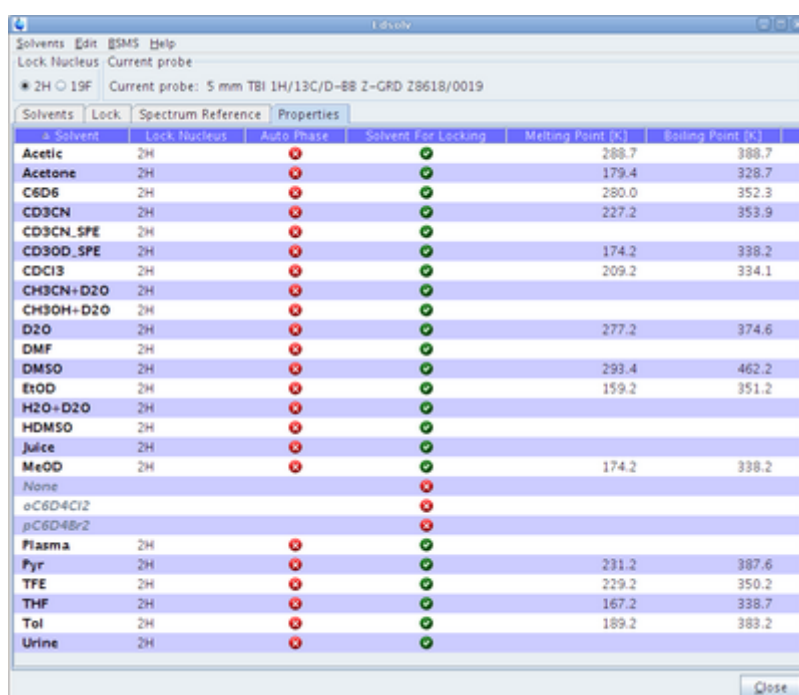 Edsolv
Solvents Edit BSMS Help
Lock Nucleus Current probe
2H 19F Current probe: 5 mm TBI 1H/13C/D-BB Z-GRD Z8618/0019
Solvents Lock Spectrum Reference Properties
Solvent Lock Nucleus Auto Phase Solvent For Locking Melting Point [K] Boiling Point [K]
Acetic 2H 288.7 388.7
Acetone 2H 179.4 328.7
C6D6 2H 280.0 352.3
CD3CN 2H 227.2 353.9
CD3CN_SPE 2H
CD3OD_SPE 2H 174.2 338.2
CDCl3 2H 209.2 334.1
CH3CN+D2O 2H
CH3OH+D2O 2H
D2O 2H 277.2 374.6
DMF 2H
DMSO 2H 293.4 462.2
EtOD 2H 159.2 351.2
H2O+D2O 2H
HDMSO 2H
Juice 2H
MeOD 2H 174.2 338.2
None
oC6D4Cl2
pC6D4Br2
Plasma 2H
Pyr 2H 231.2 387.6
TFE 2H 229.2 350.2
THF 2H 167.2 338.7
Tol 2H 189.2 383.2
Urine 2H
Close